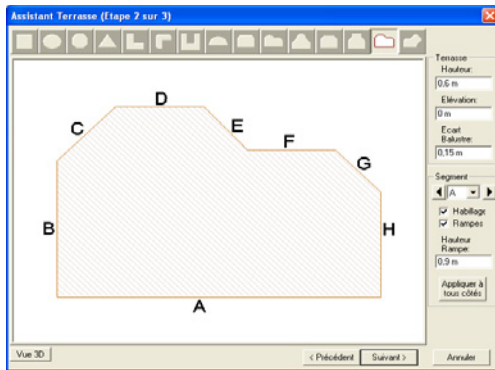 Assistant Terrasse (Etape 2 sur 3)
Terrasse
Hauteur:
0,6 m
Elévation:
0 m
Ecart
Balustre:
0,15 m
Segment
A
Habillage
Rampes
Hauteur
Rampe:
0,9 m
Appliquer à
tous côtés
D
C
E
F
G
B
H
A
Vue 3D
< Précédent
Suivant >
Annuler